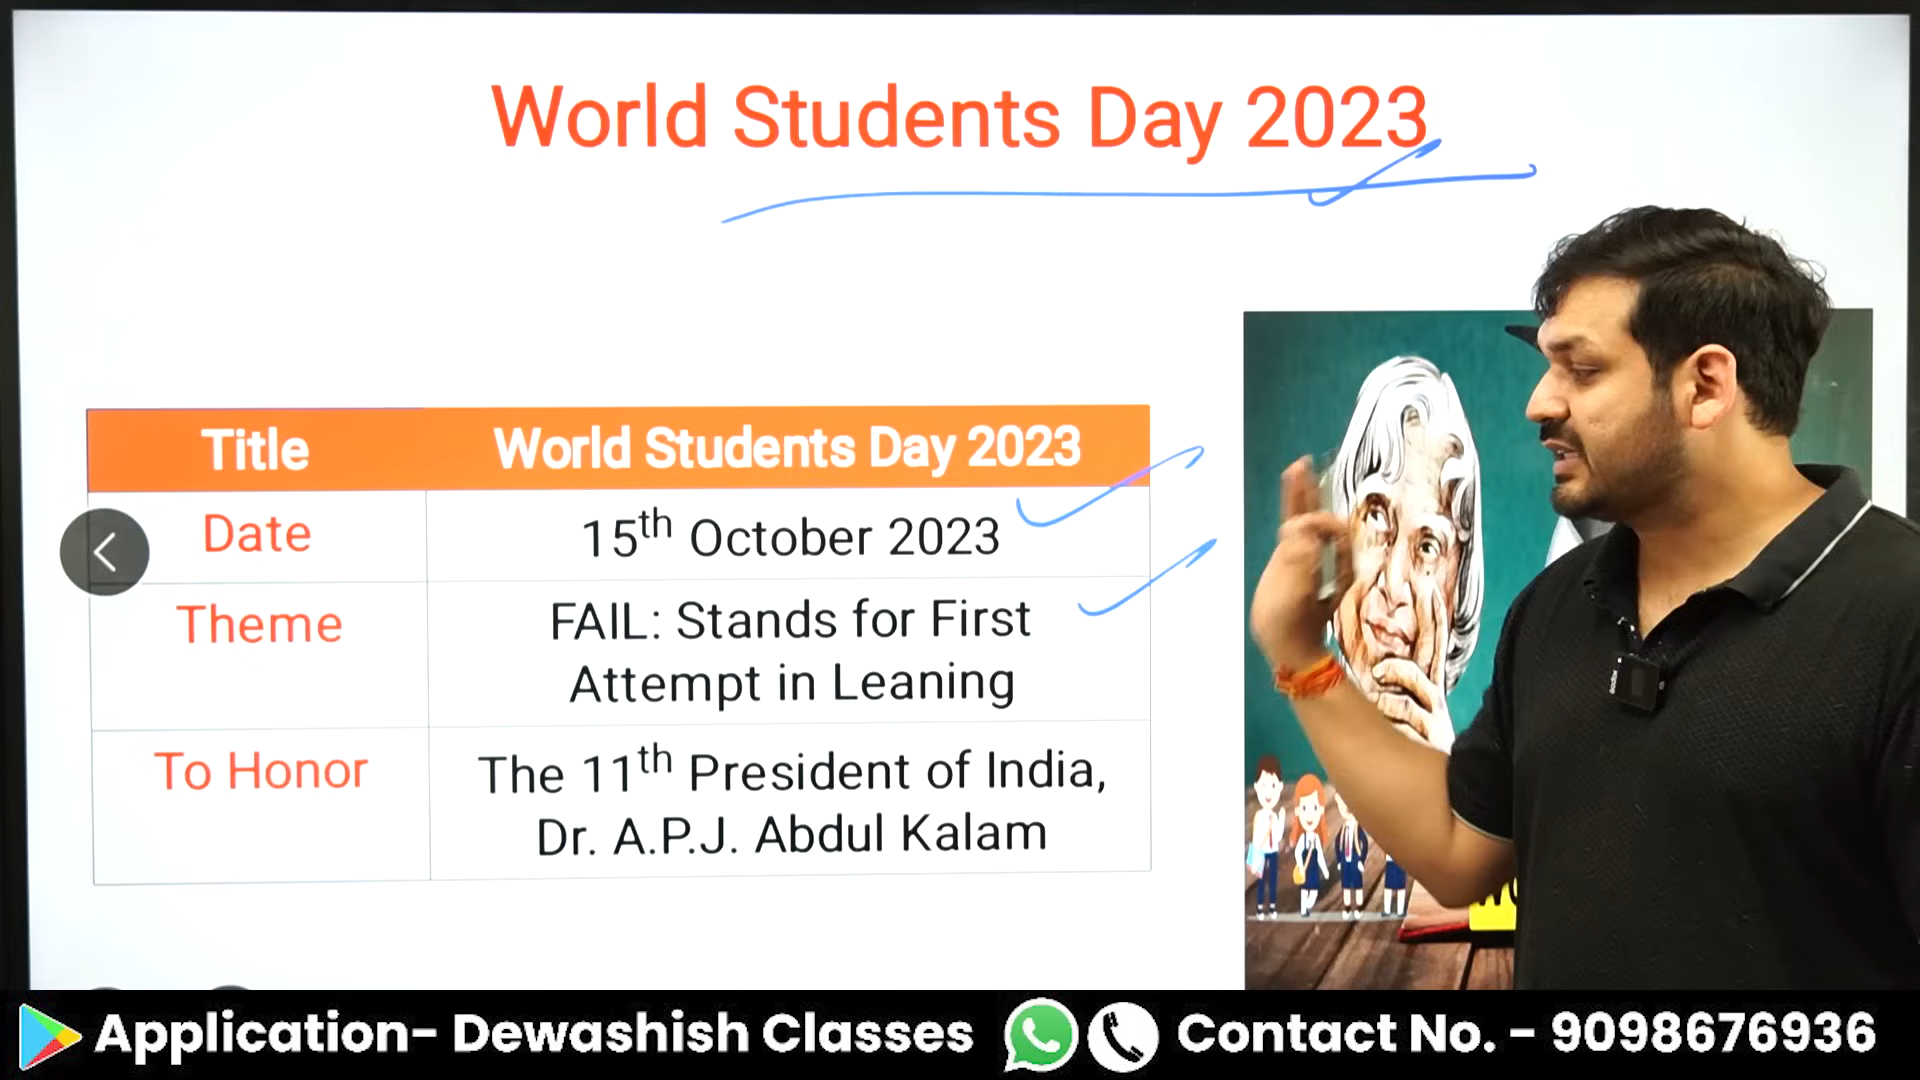 World Students Day 2023
Title
World Students Day 2023
Date
15th October 2023
Theme
FAIL: Stands for First
Attempt in Leaning
To Honor
The 11th President of India,
Dr. A.P.J. Abdul Kalam
Application- Dewashish Classes
Contact No. - 9098676936